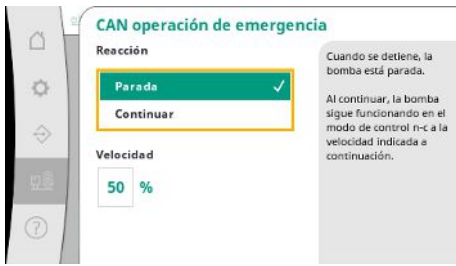 CAN operación de emergencia
Reacción
Parada
Continuar
Velocidad
50 %
Cuando se detiene, la
bomba está parada.
Al continuar, la bomba
sigue funcionando en el
modo de control n-c a la
velocidad indicada a
continuación.
?